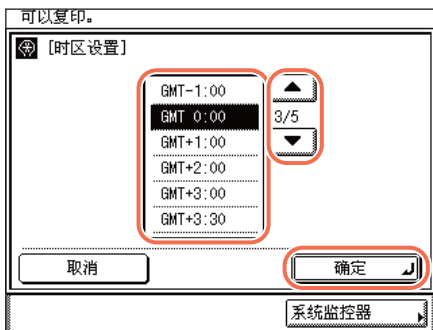 可以复印。
[时区设置]
GMT-1:00
GMT 0:00
3/5
GMT+1:00
GMT+2:00
GMT+3:00
GMT+3:30
取消
确定
系统监控器